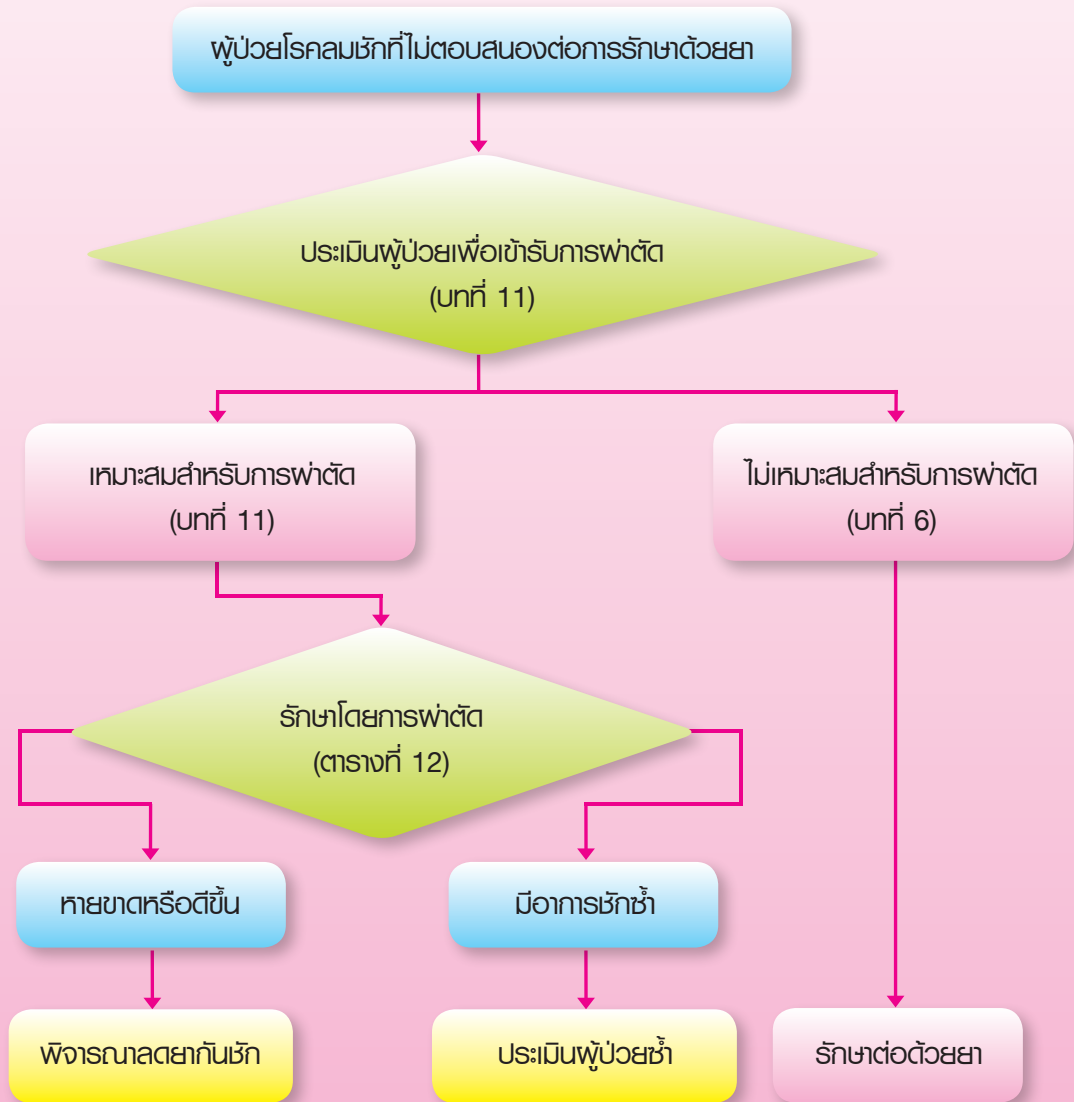 ผู้ป่วยโรคลมชักที่ไม่ตอบสนองต่อการรักษาด้วยยา
ประเมินผู้ป่วยเพื่อเข้ารับการผ่าตัด
(บทที่ 11)
เหมาะสมสำหรับการผ่าตัด
(บทที่ 11)
ไม่เหมาะสมสำหรับการผ่าตัด
(บทที่ 6)
รักษาโดยการผ่าตัด
(ตารางที่ 12)
หายขาดหรือดีขึ้น
มีอาการชักซ้ำ
พิจารณาลดยากันชัก
ประเมินผู้ป่วยซ้ำ
รักษาต่อด้วยยา